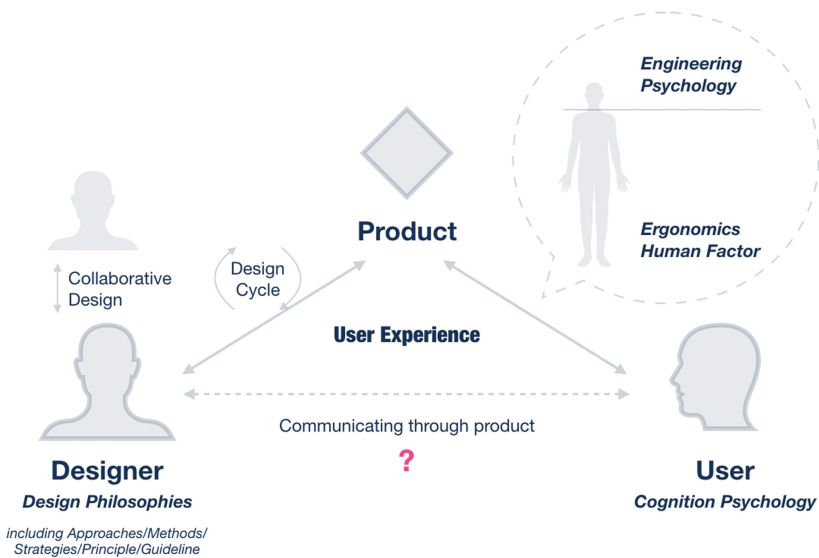 Engineering
Psychology
Ergonomics
Human Factor
Product
Collaborative
Design
Design
Cycle
User Experience
Communicating through product
?
Designer
Design Philosophies
including Approaches/Methods/
Strategies/Principle/Guideline
User
Cognition Psychology